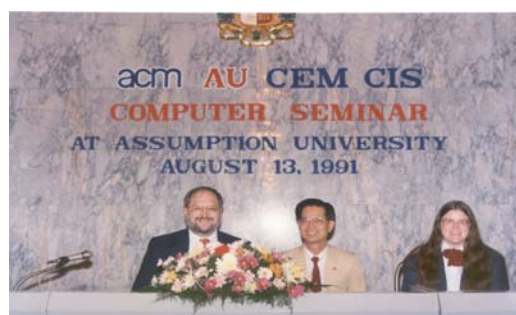 acm AU CEM CIS
COMPUTER SEMINAR
AT ASSUMPTION UNIVERSITY
AUGUST 13, 1991